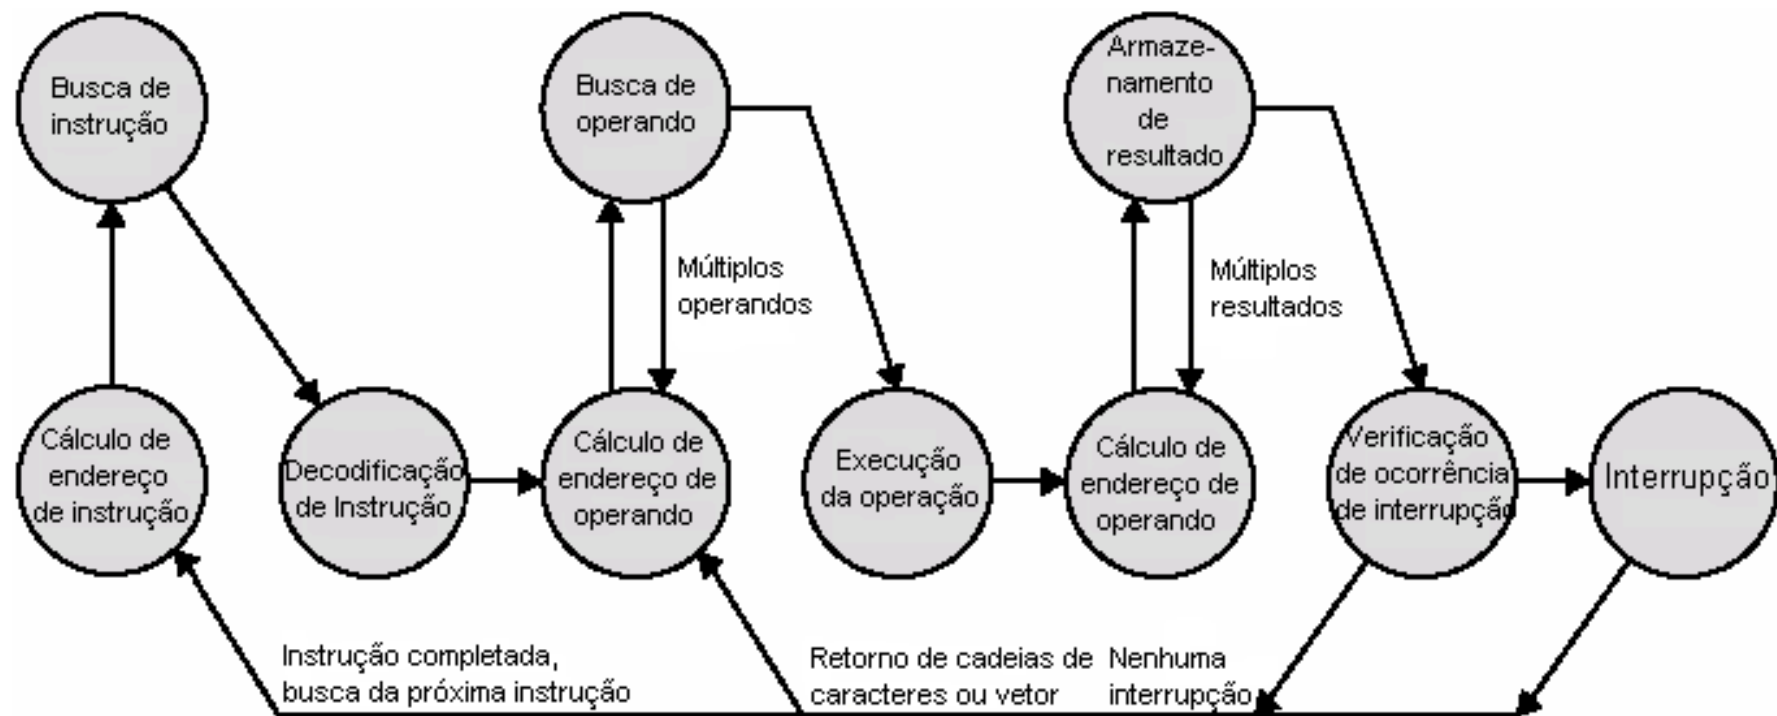 Busca de
instrução
Busca de
operando
Armaze-
namento
de
resultado
Múltiplos
operandos
Múltiplos
resultados
Cálculo de
endereço
de instrução
Decodificação
de Instrução
Cálculo de
endereço de
operando
Execução
da operação
Cálculo de
endereço de
operando
Verificação
de ocorrência
de interrupção
Interrupção
Instrução completada,
busca da próxima instrução
Retorno de cadeias de
caracteres ou vetor
Nenhuma
interrupção